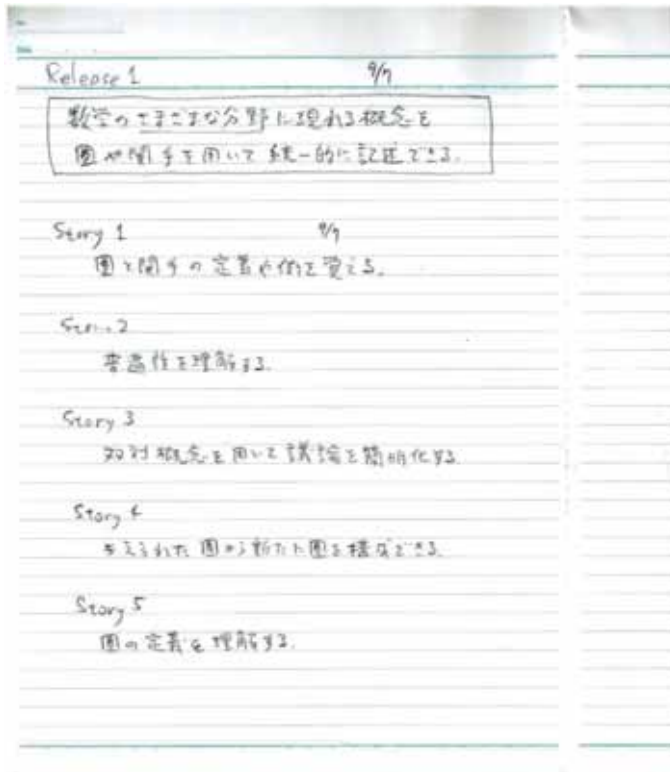 Release 1 9/7
数学のさまざまな分野に現れる概念を
圏や関手を用いて統一的に記述できる.
Story 1 9/7
圏と関手の定義や例を覚える.
Story 2
普遍性を理解する.
Story 3
双対概念を用いて議論を簡明化する
Story 4
与えられた圏から新たに圏を構成できる.
Story 5
圏の定義を理解する.